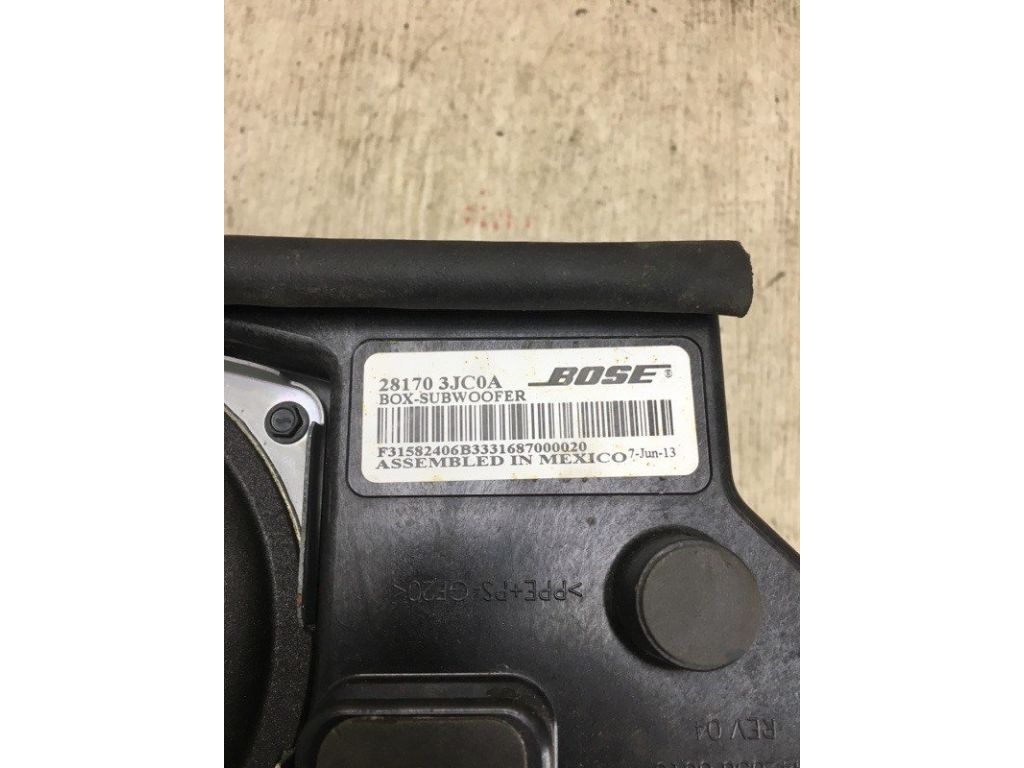 28170 3JC0A BOSE®
BOX-SUBWOOFER
F31582406B3331687000020
ASSEMBLED IN MEXICO 7-Jun-13
>PPE+PS-GF20<
REV 04